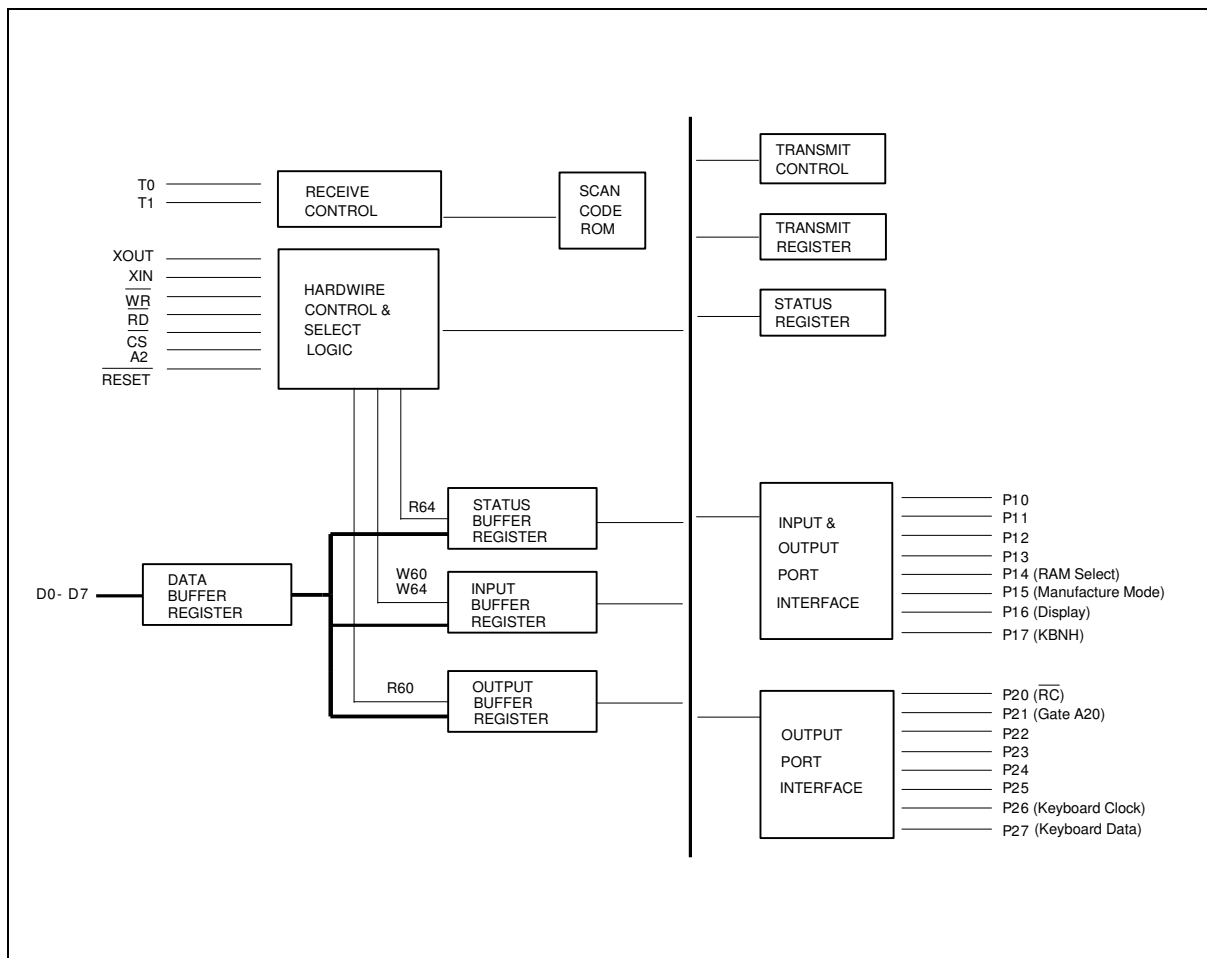 T0
T1
RECEIVE
CONTROL
SCAN
CODE
ROM
TRANSMIT
CONTROL
TRANSMIT
REGISTER
STATUS
REGISTER
XOUT
XIN
WR
RD
CS
A2
RESET
HARDWIRE
CONTROL &
SELECT
LOGIC
R64
STATUS
BUFFER
REGISTER
D0- D7
DATA
BUFFER
REGISTER
W60
W64
INPUT
BUFFER
REGISTER
R60
OUTPUT
BUFFER
REGISTER
INPUT &
OUTPUT
PORT
INTERFACE
P10
P11
P12
P13
P14 (RAM Select)
P15 (Manufacture Mode)
P16 (Display)
P17 (KBNH)
OUTPUT
PORT
INTERFACE
P20 (RC)
P21 (Gate A20)
P22
P23
P24
P25
P26 (Keyboard Clock)
P27 (Keyboard Data)